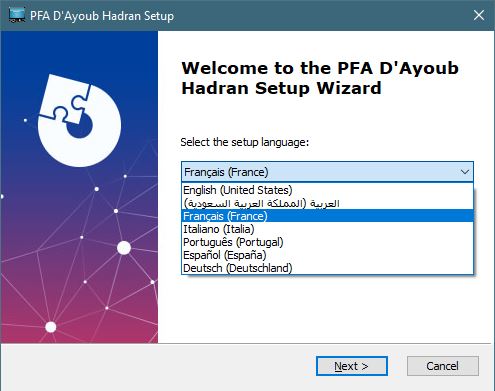 PFA D'Ayoub Hadran Setup
Welcome to the PFA D'Ayoub
Hadran Setup Wizard
Select the setup language:
Français (France)
English (United States)
العربية (المملكة العربية السعودية)
Français (France)
Italiano (Italia)
Português (Portugal)
Español (España)
Deutsch (Deutschland)
Next >
Cancel